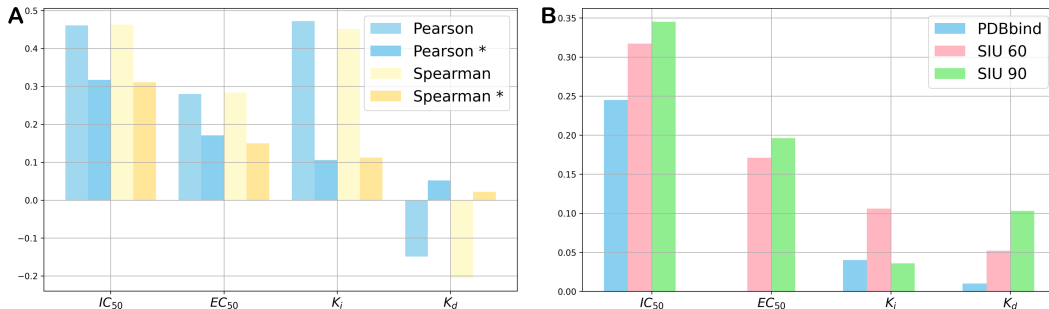 A
0.5
0.4
0.3
0.2
0.1
0.0
−0.1
−0.2
IC50
EC50
Ki
Kd
Pearson
Pearson *
Spearman
Spearman *
B
0.35
0.30
0.25
0.20
0.15
0.10
0.05
0.00
IC50
EC50
Ki
Kd
PDBbind
SIU 60
SIU 90